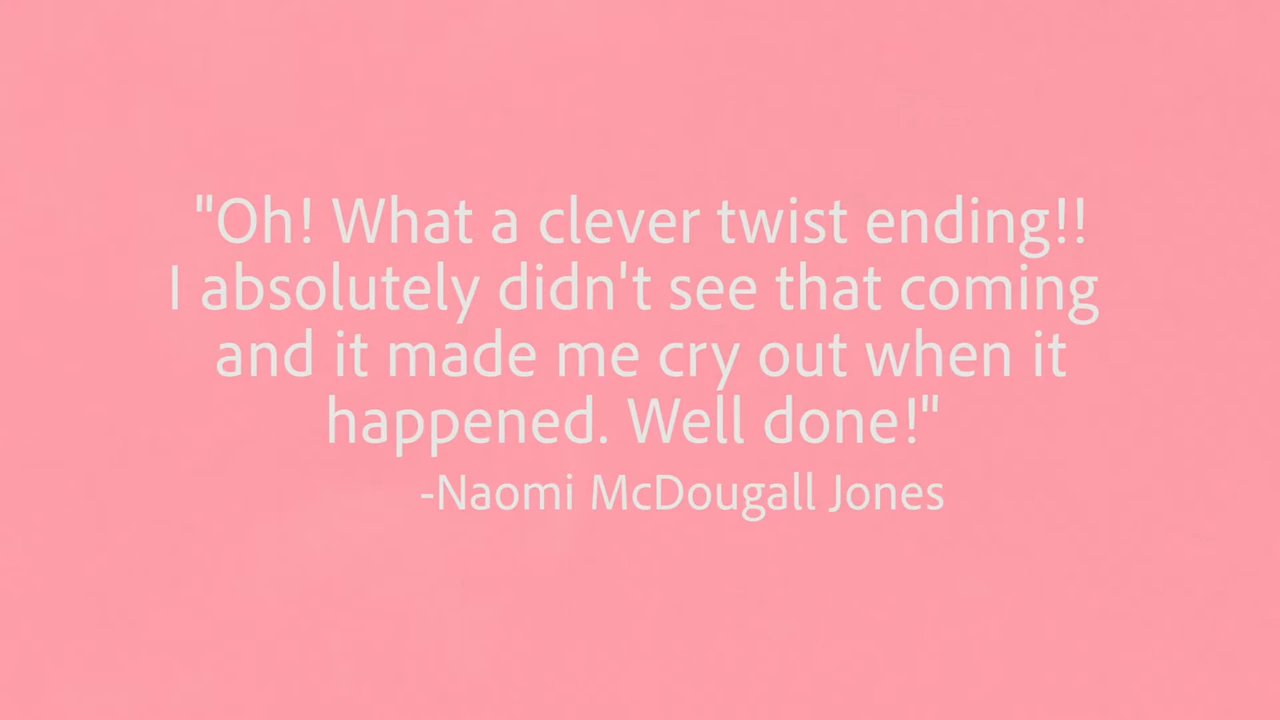 "Oh! What a clever twist ending!!
I absolutely didn't see that coming
and it made me cry out when it
happened. Well done!"
-Naomi McDougall Jones